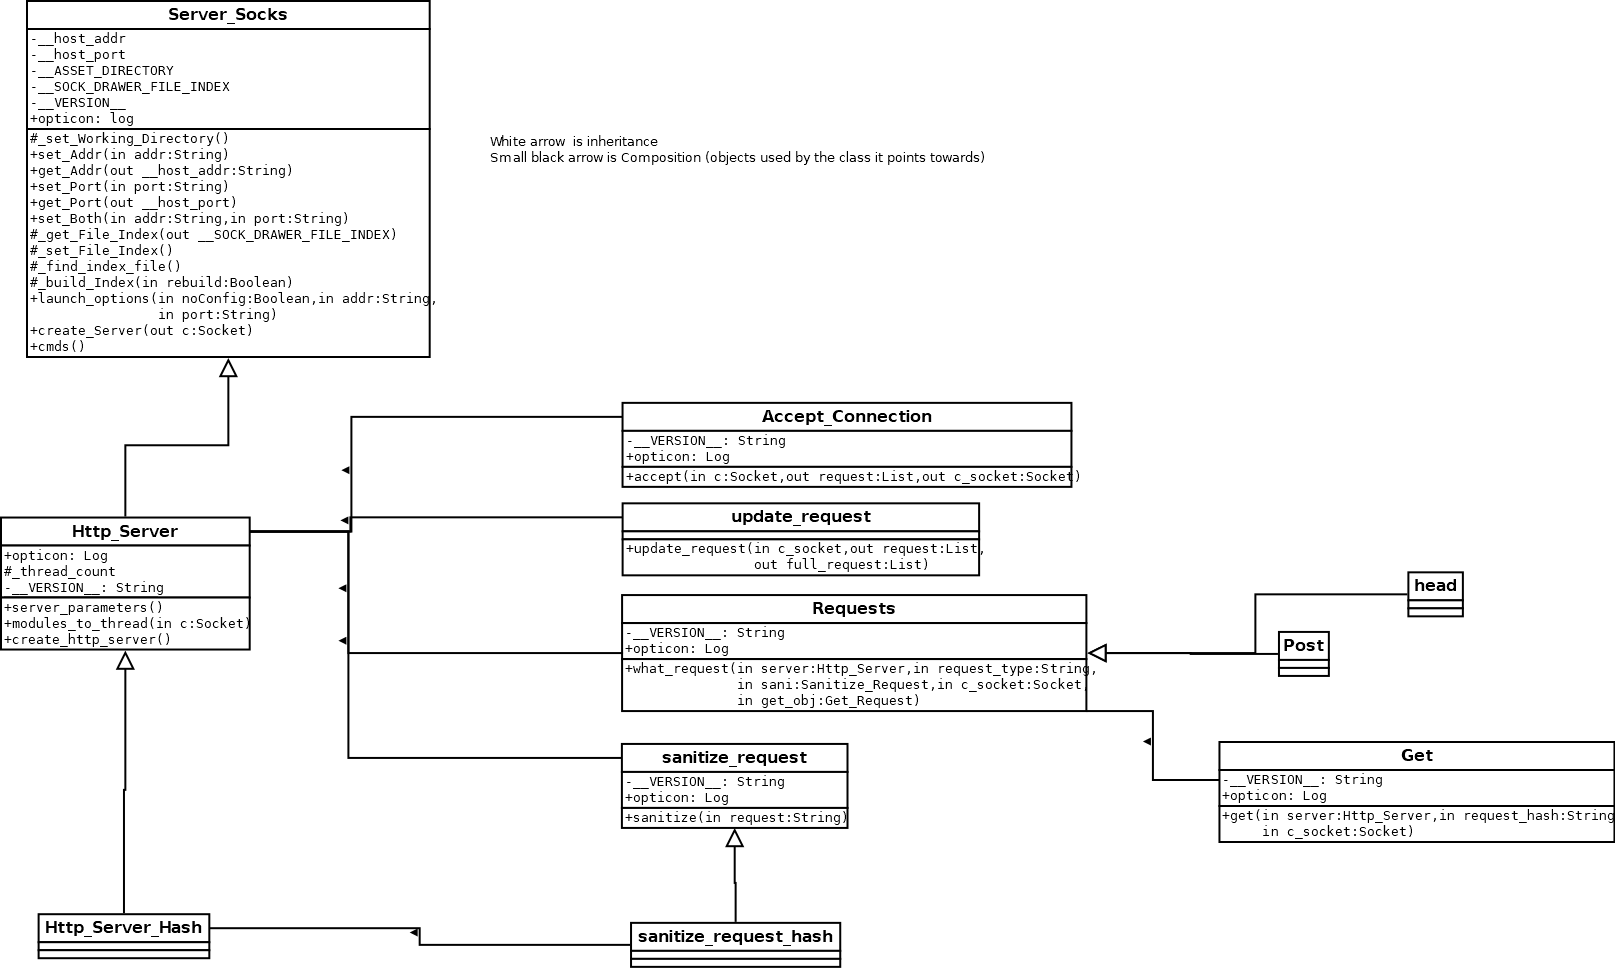 Server_Socks
-__host_addr
-__host_port
-__ASSET_DIRECTORY
-__SOCK_DRAWER_FILE_INDEX
-__VERSION__
+opticon: log
#_set_Working_Directory()
+set_Addr(in addr:String)
+get_Addr(out __host_addr:String)
+set_Port(in port:String)
+get_Port(out __host_port)
+set_Both(in addr:String,in port:String)
#_get_File_Index(out __SOCK_DRAWER_FILE_INDEX)
#_set_File_Index()
#_find_index_file()
#_build_Index(in rebuild:Boolean)
+launch_options(in noConfig:Boolean,in addr:String,
in port:String)
+create_Server(out c:Socket)
+cmds()
White arrow  is inheritance
Small black arrow is Composition (objects used by the class it points towards)
Accept_Connection
-__VERSION__: String
+opticon: Log
+accept(in c:Socket,out request:List,out c_socket:Socket)
update_request
+update_request(in c_socket,out request:List,
out full_request:List)
Http_Server
+opticon: Log
#_thread_count
-__VERSION__: String
+server_parameters()
+modules_to_thread(in c:Socket)
+create_http_server()
Requests
-__VERSION__: String
+opticon: Log
+what_request(in server:Http_Server,in request_type:String,
in sani:Sanitize_Request,in c_socket:Socket,
in get_obj:Get_Request)
head
Post
sanitize_request
-__VERSION__: String
+opticon: Log
+sanitize(in request:String)
Get
-__VERSION__: String
+opticon: Log
+get(in server:Http_Server,in request_hash:String
in c_socket:Socket)
Http_Server_Hash
sanitize_request_hash